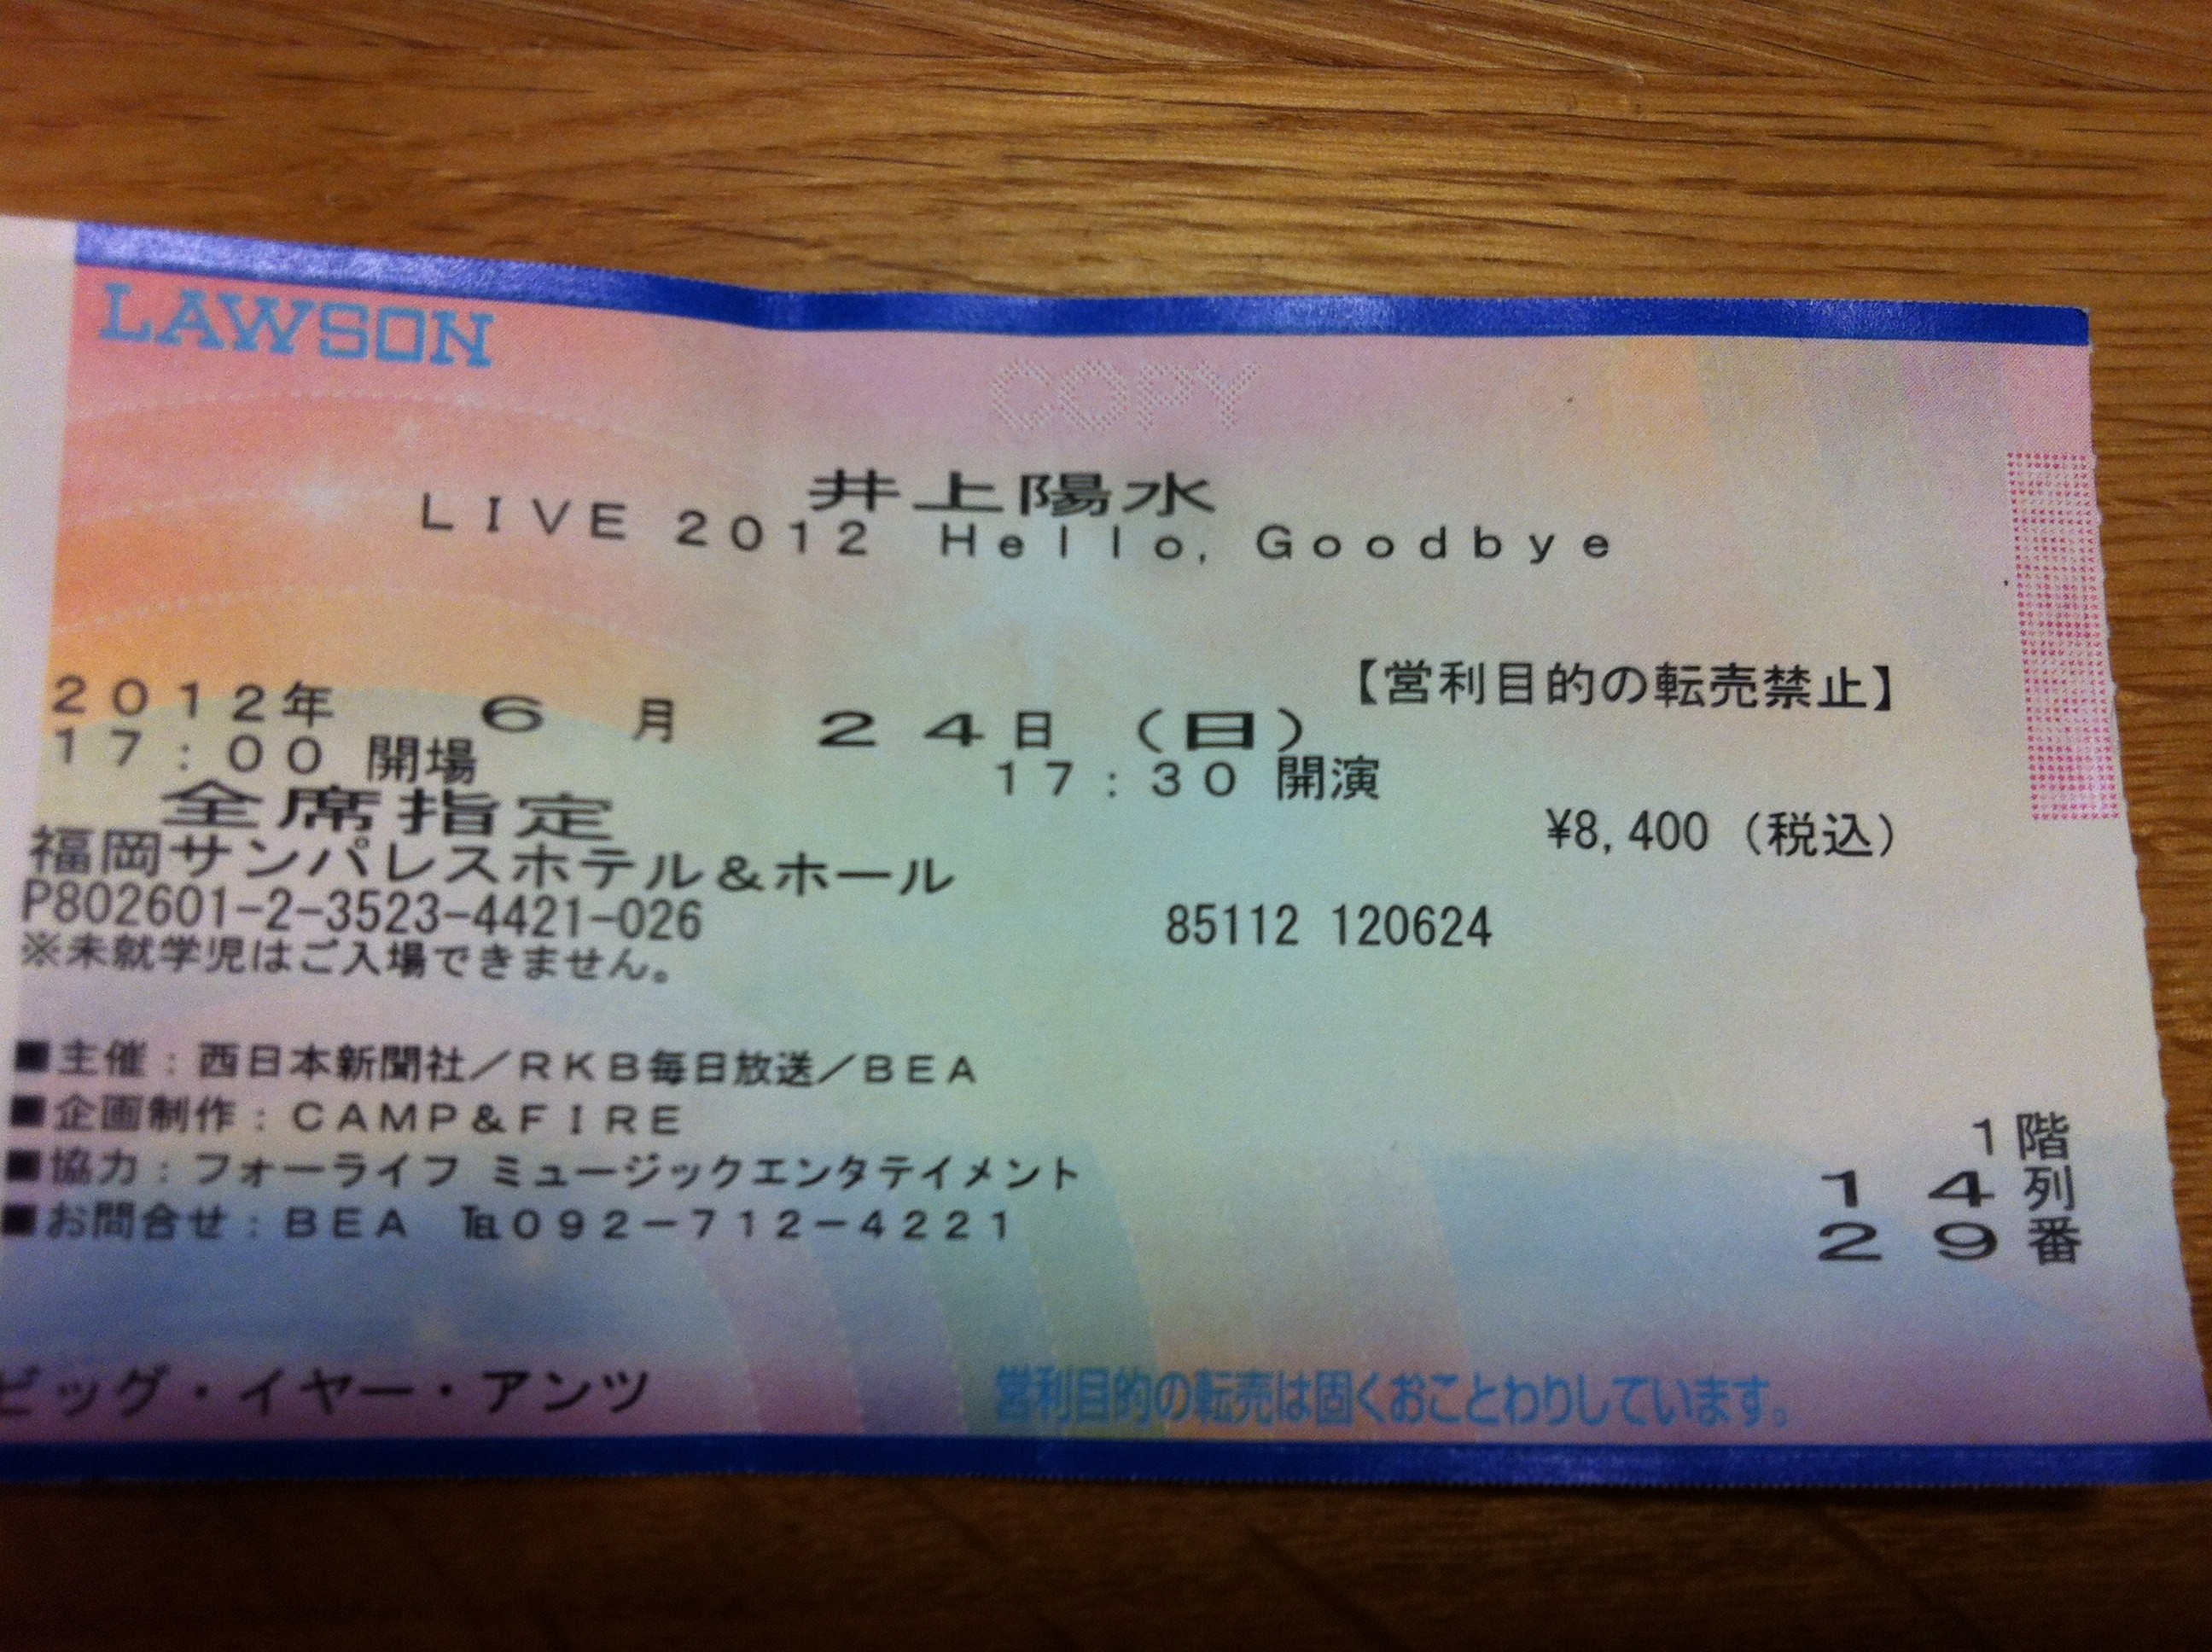 LAWSON
COPY
井上陽水
LIVE 2012 Hello, Goodbye
【営利目的の転売禁止】
2012年 6月 24日 (日)
17:00 開場 17:30 開演
全席指定 ¥8,400 (税込)
福岡サンパレスホテル&ホール
P802601-2-3523-4421-026 85112 120624
※未就学児はご入場できません。
■主催:西日本新聞社/RKB毎日放送/BEA
■企画制作:CAMP&FIRE
■協力:フォーライフ ミュージックエンタテイメント
■お問合せ:BEA ℡092-712-4221
1階
14列
29番
ビッグ・イヤー・アンツ
営利目的の転売は固くおことわりしています。